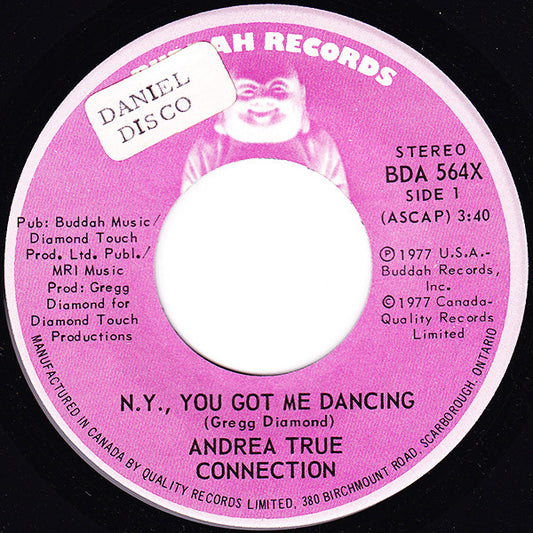 BUDDAH RECORDS
DANIEL
DISCO
STEREO
BDA 564X
SIDE 1
(ASCAP) 3:40
Pub: Buddah Music/
Diamond Touch
Prod. Ltd. Publ./
MRI Music
Prod: Gregg
Diamond for
Diamond Touch
Productions
Ⓟ1977 U.S.A.-
Buddah Records,
Inc.
©1977 Canada-
Quality Records
Limited
N.Y., YOU GOT ME DANCING
(Gregg Diamond)
ANDREA TRUE
CONNECTION
MANUFACTURED IN CANADA BY QUALITY RECORDS LIMITED, 380 BIRCHMOUNT ROAD, SCARBOROUGH, ONTARIO